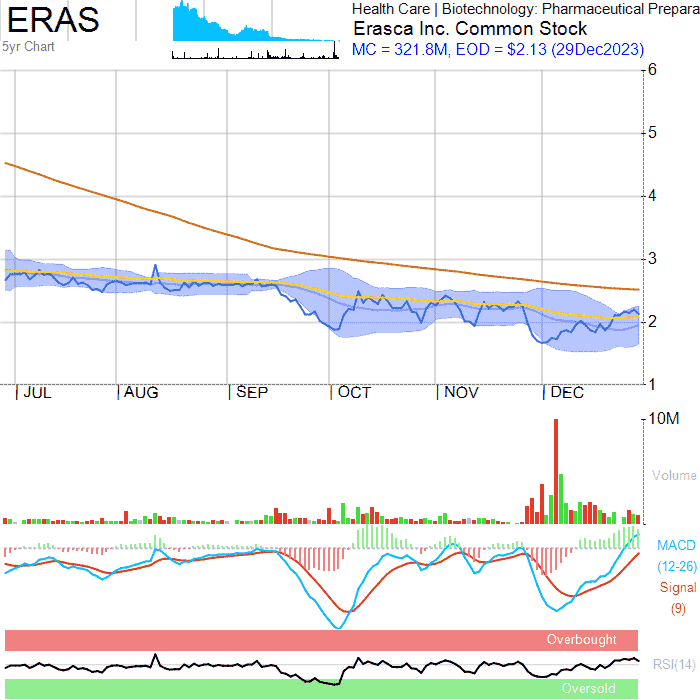 ERAS
5yr Chart
Health Care | Biotechnology: Pharmaceutical Prepara
Erasca Inc. Common Stock
MC = 321.8M, EOD = $2.13 (29Dec2023)
6
5
4
3
2
1
JUL AUG SEP OCT NOV DEC
10M
Volume
MACD
(12-26)
Signal
(9)
Overbought
RSI(14)
Oversold